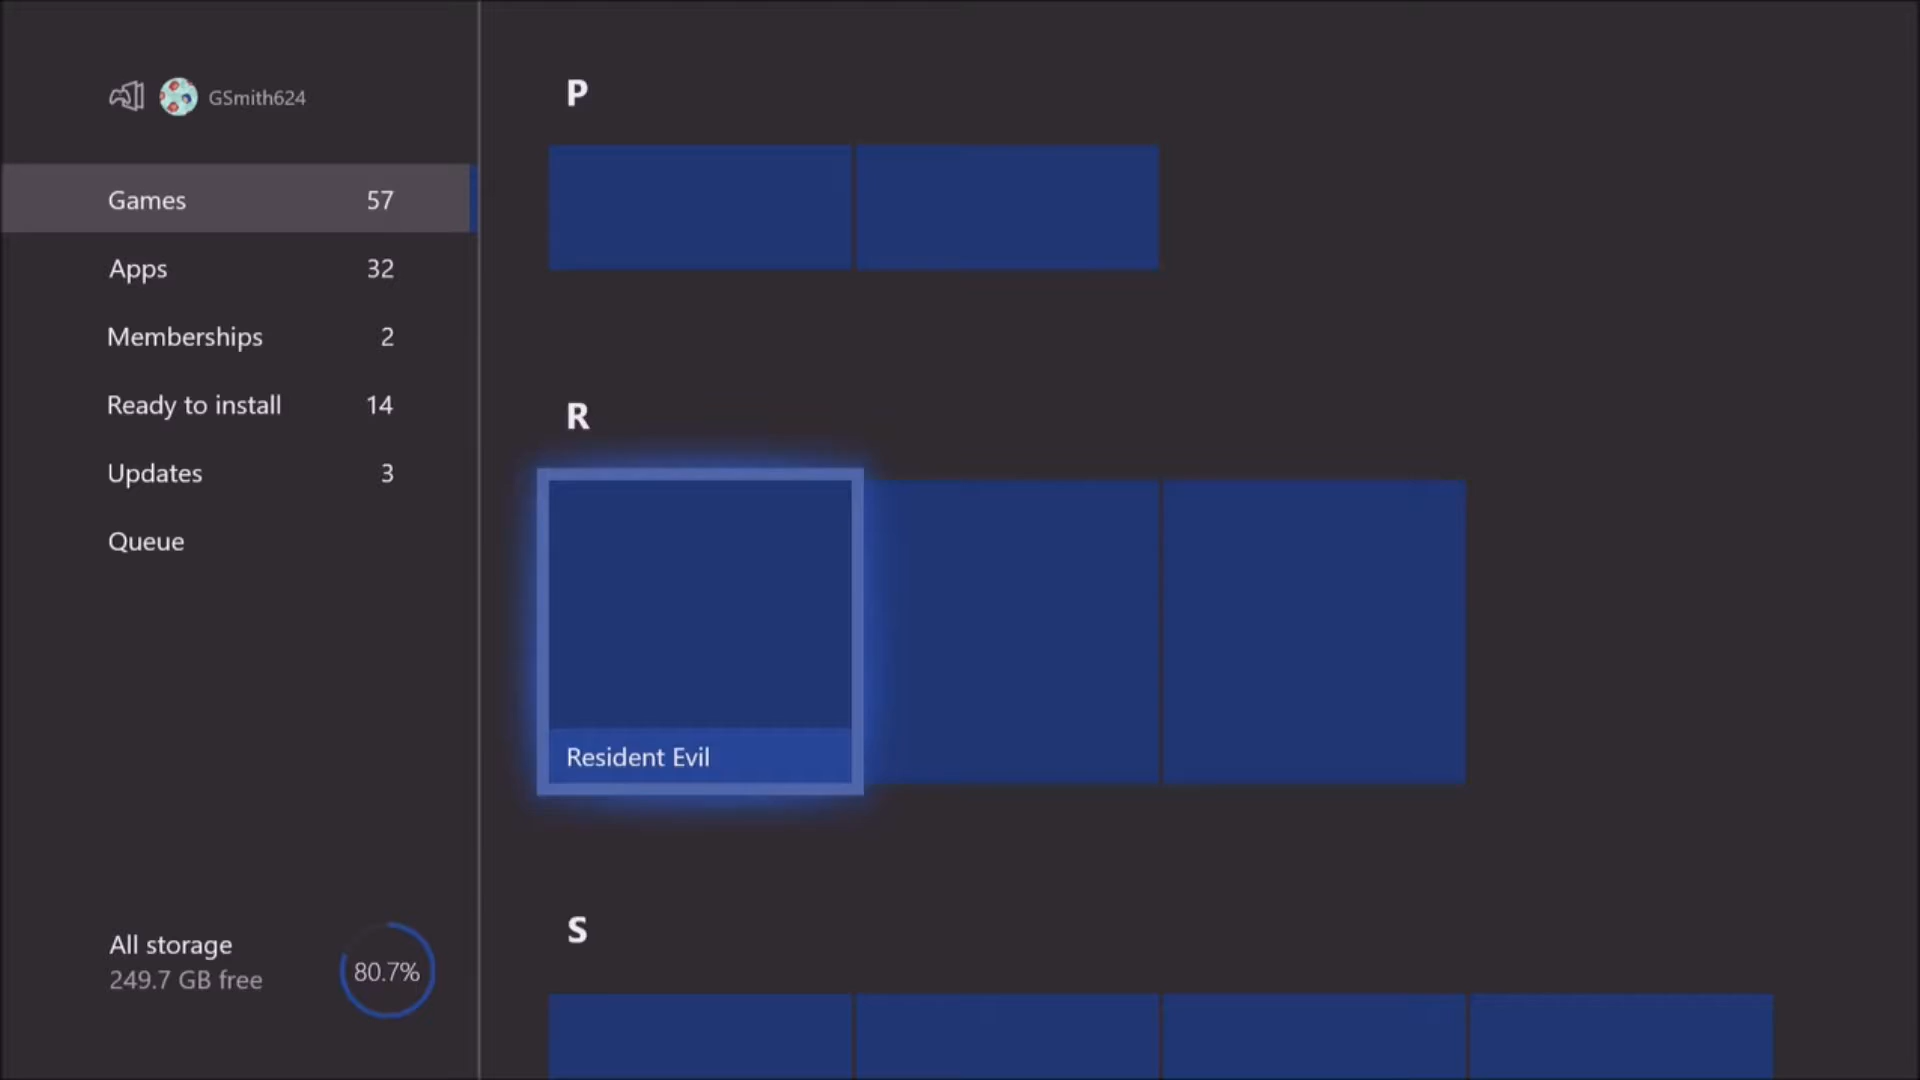 GSmith624
Games 57
Apps 32
Memberships 2
Ready to install 14
Updates 3
Queue
All storage
249.7 GB free
80.7%
P
R
Resident Evil
S